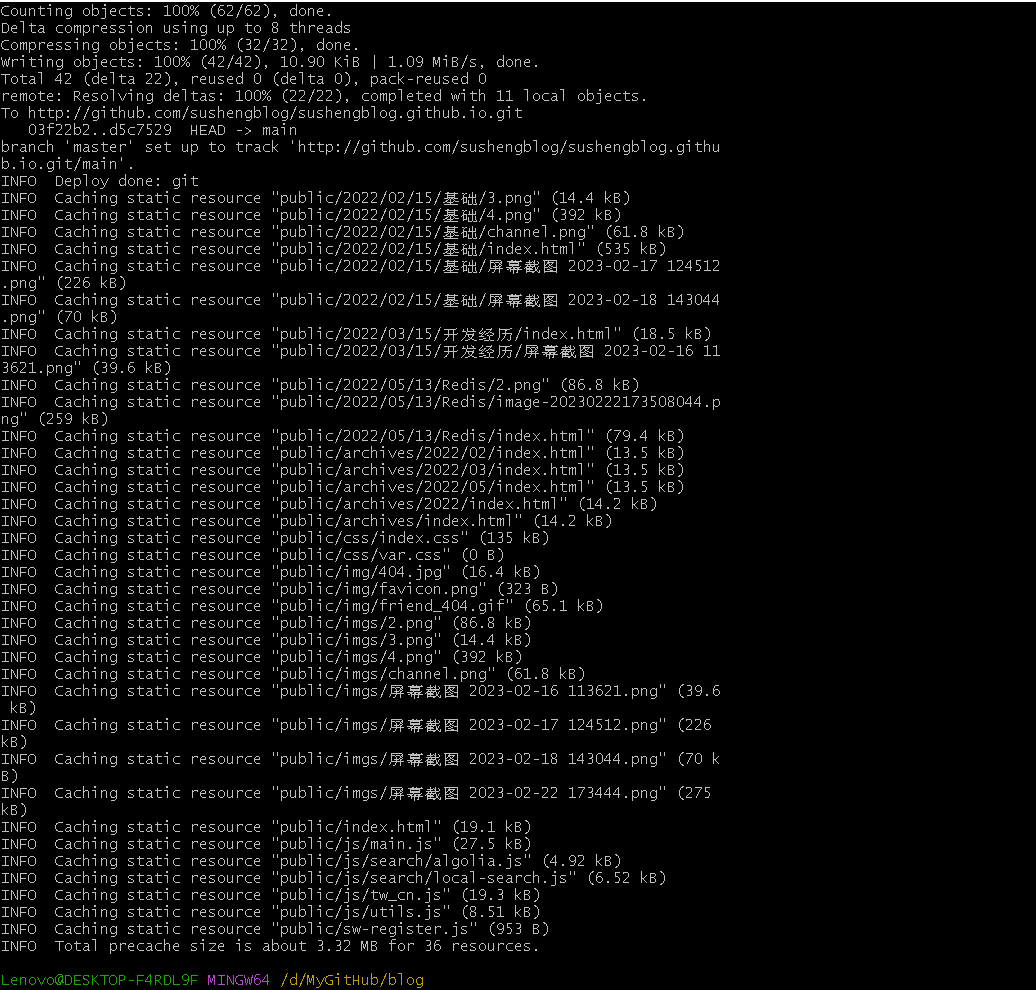 Counting objects: 100% (62/62), done.
Delta compression using up to 8 threads
Compressing objects: 100% (32/32), done.
Writing objects: 100% (42/42), 10.90 KiB | 1.09 MiB/s, done.
Total 42 (delta 22), reused 0 (delta 0), pack-reused 0
remote: Resolving deltas: 100% (22/22), completed with 11 local objects.
To http://github.com/sushengblog/sushengblog.github.io.git
   03f22b2..d5c7529  HEAD -> main
branch 'master' set up to track 'http://github.com/sushengblog/sushengblog.githu
b.io.git/main'.
INFO  Deploy done: git
INFO  Caching static resource "public/2022/02/15/基础/3.png" (14.4 kB)
INFO  Caching static resource "public/2022/02/15/基础/4.png" (392 kB)
INFO  Caching static resource "public/2022/02/15/基础/channel.png" (61.8 kB)
INFO  Caching static resource "public/2022/02/15/基础/index.html" (535 kB)
INFO  Caching static resource "public/2022/02/15/基础/屏幕截图 2023-02-17 124512
.png" (226 kB)
INFO  Caching static resource "public/2022/02/15/基础/屏幕截图 2023-02-18 143044
.png" (70 kB)
INFO  Caching static resource "public/2022/03/15/开发经历/index.html" (18.5 kB)
INFO  Caching static resource "public/2022/03/15/开发经历/屏幕截图 2023-02-16 11
3621.png" (39.6 kB)
INFO  Caching static resource "public/2022/05/13/Redis/2.png" (86.8 kB)
INFO  Caching static resource "public/2022/05/13/Redis/image-20230222173508044.p
ng" (259 kB)
INFO  Caching static resource "public/2022/05/13/Redis/index.html" (79.4 kB)
INFO  Caching static resource "public/archives/2022/02/index.html" (13.5 kB)
INFO  Caching static resource "public/archives/2022/03/index.html" (13.5 kB)
INFO  Caching static resource "public/archives/2022/05/index.html" (13.5 kB)
INFO  Caching static resource "public/archives/2022/index.html" (14.2 kB)
INFO  Caching static resource "public/archives/index.html" (14.2 kB)
INFO  Caching static resource "public/css/index.css" (135 kB)
INFO  Caching static resource "public/css/var.css" (0 B)
INFO  Caching static resource "public/img/404.jpg" (16.4 kB)
INFO  Caching static resource "public/img/favicon.png" (323 B)
INFO  Caching static resource "public/img/friend_404.gif" (65.1 kB)
INFO  Caching static resource "public/imgs/2.png" (86.8 kB)
INFO  Caching static resource "public/imgs/3.png" (14.4 kB)
INFO  Caching static resource "public/imgs/4.png" (392 kB)
INFO  Caching static resource "public/imgs/channel.png" (61.8 kB)
INFO  Caching static resource "public/imgs/屏幕截图 2023-02-16 113621.png" (39.6
 kB)
INFO  Caching static resource "public/imgs/屏幕截图 2023-02-17 124512.png" (226
kB)
INFO  Caching static resource "public/imgs/屏幕截图 2023-02-18 143044.png" (70 k
B)
INFO  Caching static resource "public/imgs/屏幕截图 2023-02-22 173444.png" (275
kB)
INFO  Caching static resource "public/index.html" (19.1 kB)
INFO  Caching static resource "public/js/main.js" (27.5 kB)
INFO  Caching static resource "public/js/search/algolia.js" (4.92 kB)
INFO  Caching static resource "public/js/search/local-search.js" (6.52 kB)
INFO  Caching static resource "public/js/tw_cn.js" (19.3 kB)
INFO  Caching static resource "public/js/utils.js" (8.51 kB)
INFO  Caching static resource "public/sw-register.js" (953 B)
INFO  Total precache size is about 3.32 MB for 36 resources.
Lenovo@DESKTOP-F4RDL9F MINGW64 /d/MyGitHub/blog